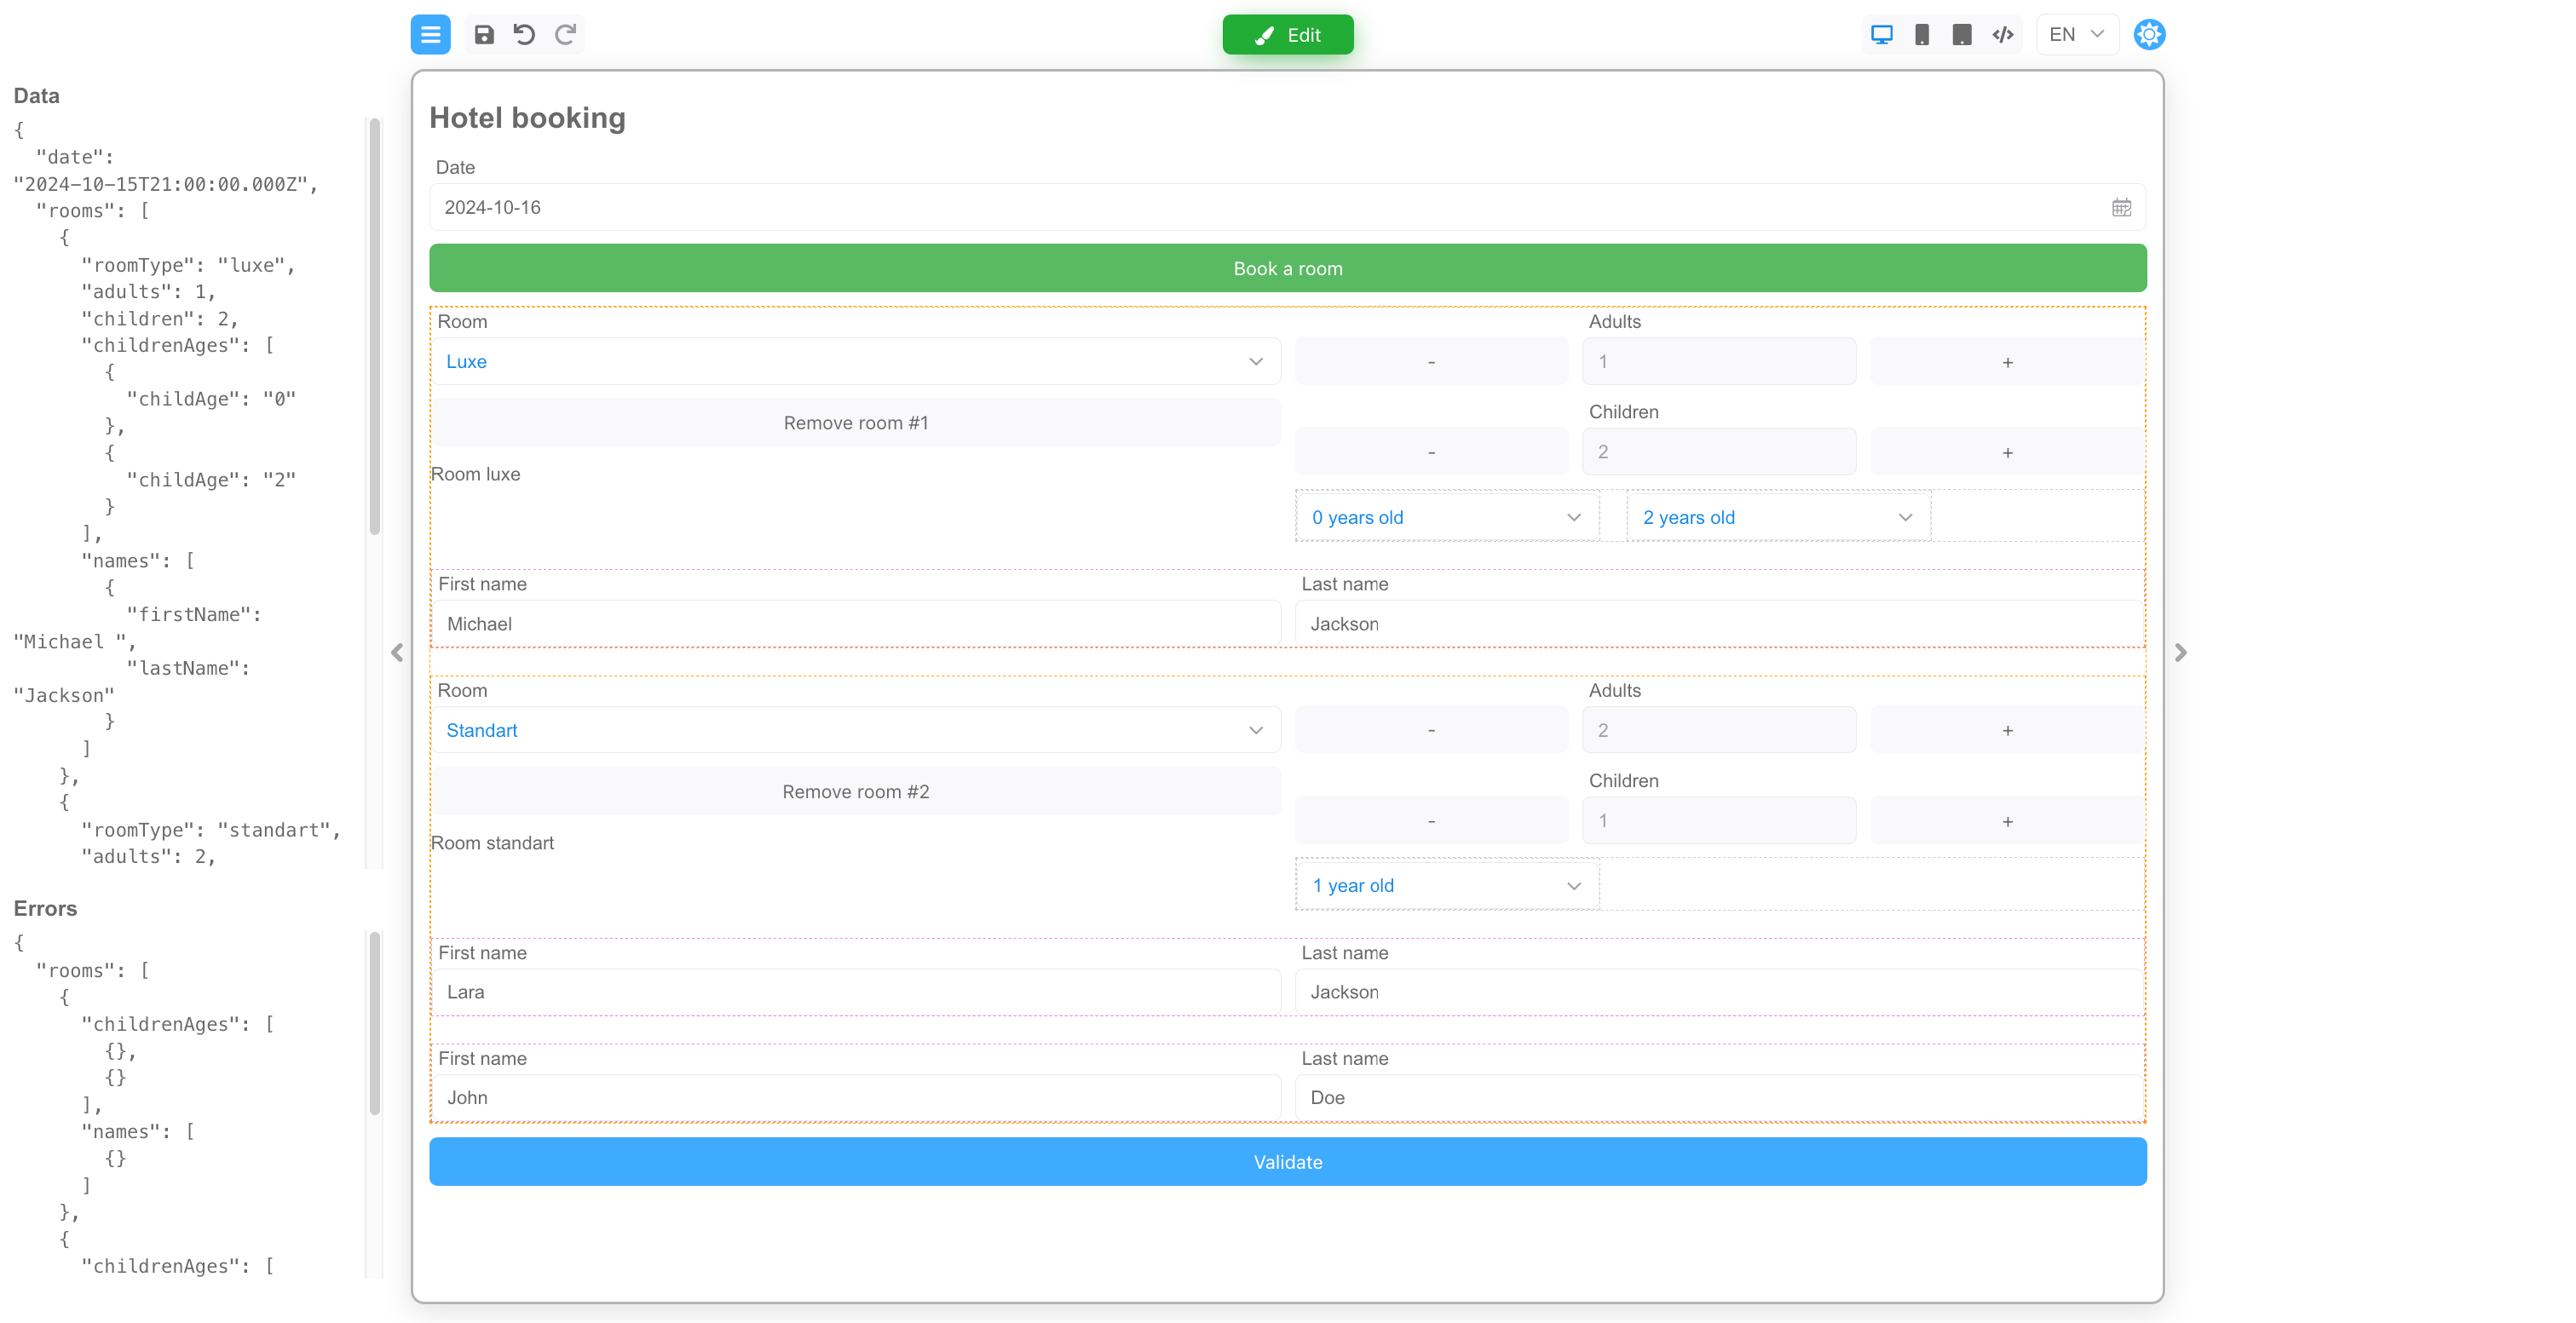 Edit
EN
Data
{
"date":
"2024-10-15T21:00:00.000Z",
"rooms": [
{
"roomType": "luxe",
"adults": 1,
"children": 2,
"childrenAges": [
{
"childAge": "0"
},
{
"childAge": "2"
}
],
"names": [
{
"firstName":
"Michael ",
"lastName":
"Jackson"
}
]
},
{
"roomType": "standart",
"adults": 2,
Errors
{
"rooms": [
{
"childrenAges": [
{},
{}
],
"names": [
{}
]
},
{
"childrenAges": [
Hotel booking
Date
2024-10-16
Book a room
Room Adults
Luxe - 1 +
Remove room #1 Children
- 2 +
Room luxe
0 years old 2 years old
First name Last name
Michael Jackson
Room Adults
Standart - 2 +
Remove room #2 Children
- 1 +
Room standart
1 year old
First name Last name
Lara Jackson
First name Last name
John Doe
Validate